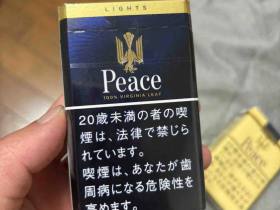 LIGHTS
Peace
100% VIRGINIA LEAF
20歳未満の者の喫
煙は、法律で禁じら
れています。
喫煙は、あなたが歯
周病になる危険性を
高めます。
Peace